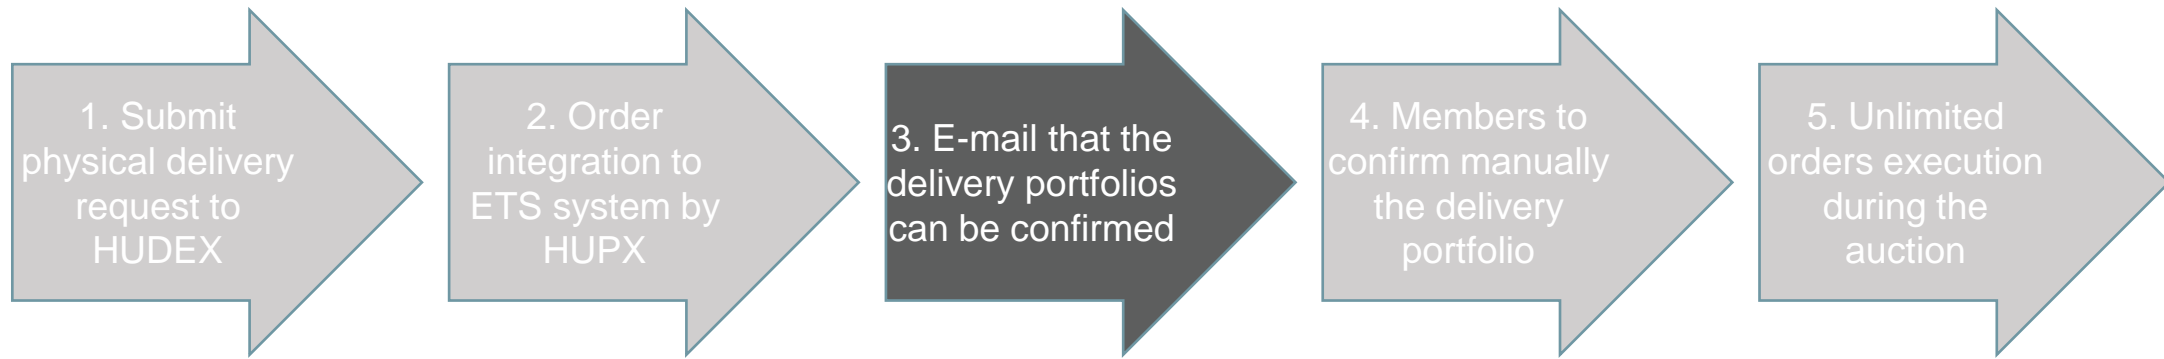 1. Submit
physical delivery
request to
HUDEX
2. Order
integration to
ETS system by
HUPX
3. E-mail that the
delivery portfolios
can be confirmed
4. Members to
confirm manually
the delivery
portfolio
5. Unlimited
orders execution
during the
auction